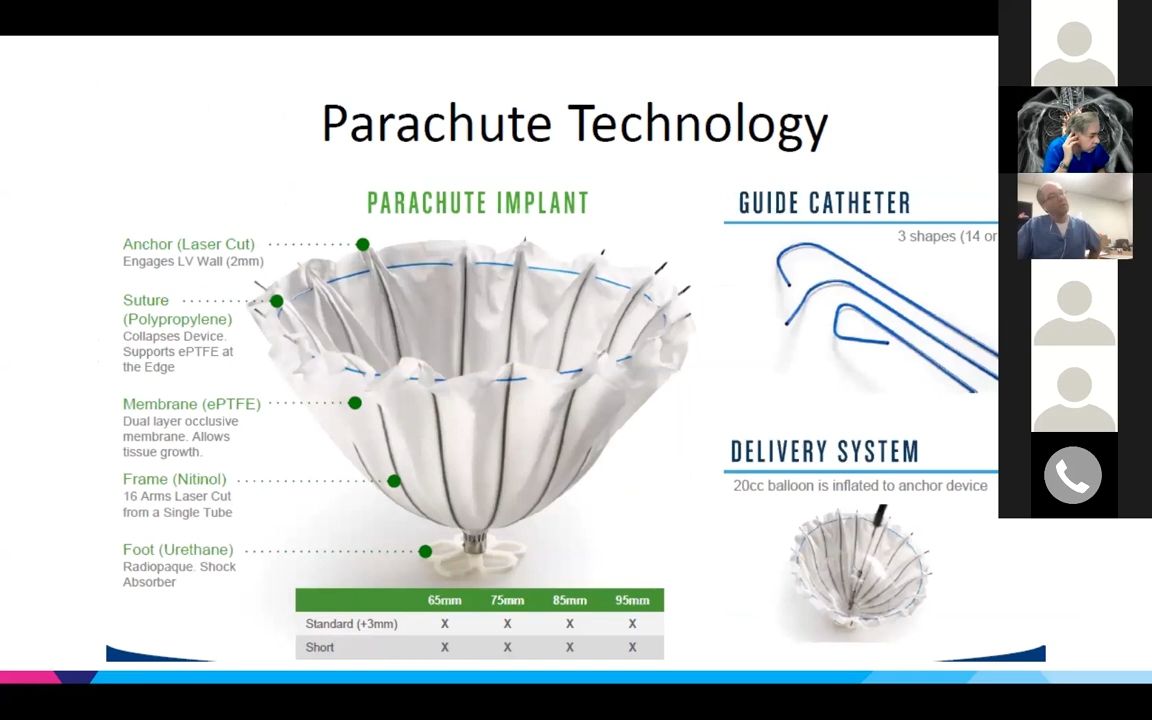 Parachute Technology
PARACHUTE IMPLANT
Anchor (Laser Cut)
Engages LV Wall (2mm)
Suture
(Polypropylene)
Collapses Device.
Supports ePTFE at
the Edge
Membrane (ePTFE)
Dual layer occlusive
membrane. Allows
tissue growth.
Frame (Nitinol)
16 Arms Laser Cut
from a Single Tube
Foot (Urethane)
Radiopaque. Shock
Absorber
65mm 75mm 85mm 95mm
Standard (+3mm) X X X X
Short X X X X
GUIDE CATHETER
3 shapes (14 or
DELIVERY SYSTEM
20cc balloon is inflated to anchor device